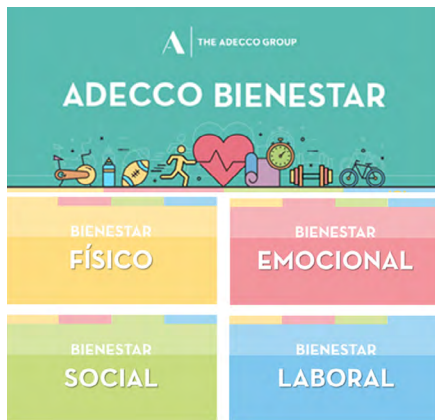 THE ADECCO GROUP
ADECCO BIENESTAR
BIENESTAR
FÍSICO
BIENESTAR
EMOCIONAL
BIENESTAR
SOCIAL
BIENESTAR
LABORAL